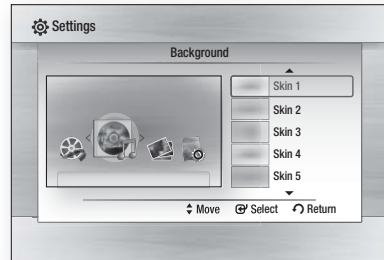 Settings
Background
Skin 1
Skin 2
Skin 3
Skin 4
Skin 5
Move Select Return